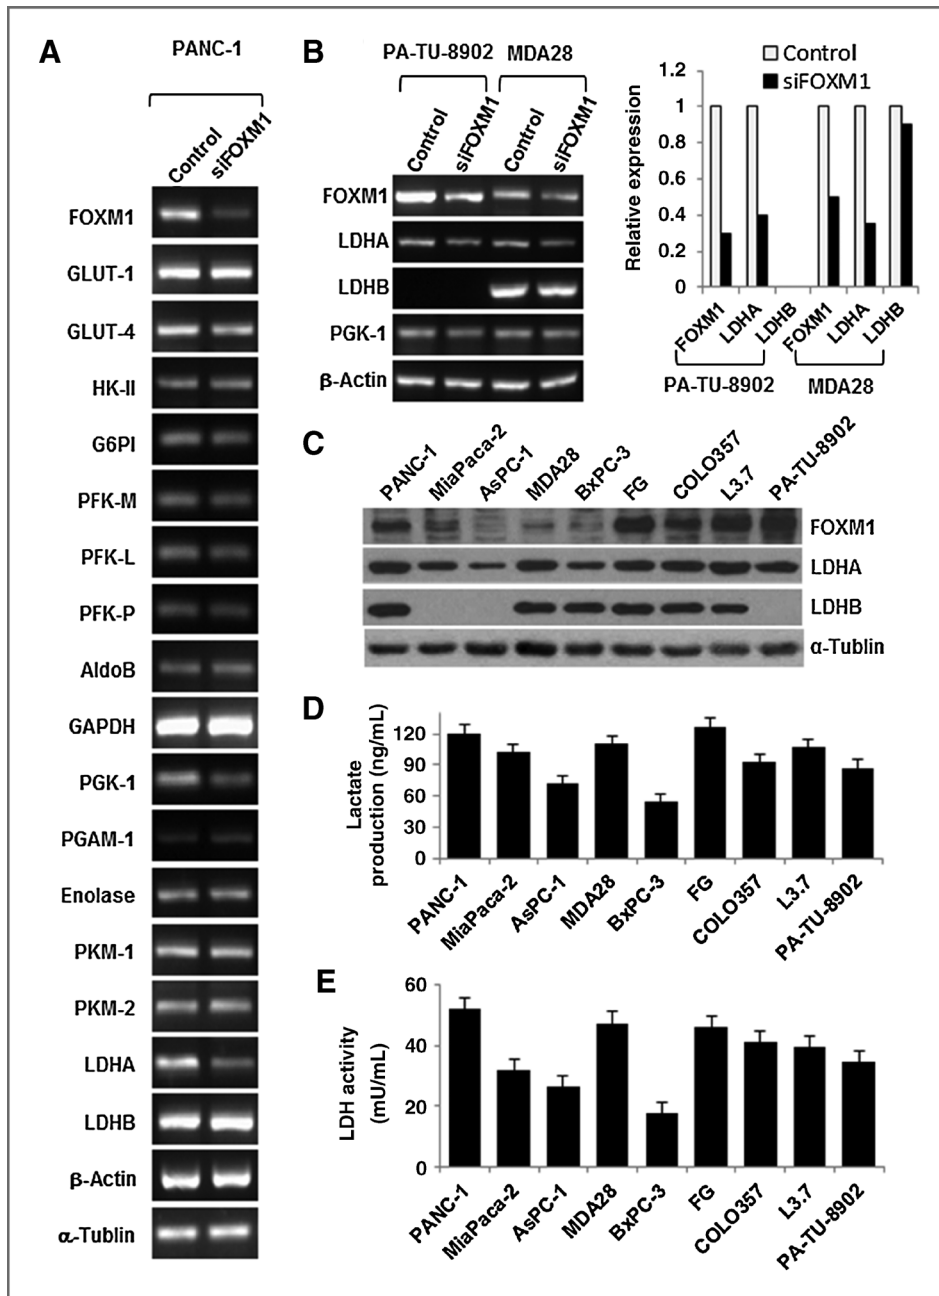 A
PANC-1
Control
siFOXM1
FOXM1
GLUT-1
GLUT-4
HK-II
G6PI
PFK-M
PFK-L
PFK-P
AldoB
GAPDH
PGK-1
PGAM-1
Enolase
PKM-1
PKM-2
LDHA
LDHB
β-Actin
α-Tublin
B
PA-TU-8902 MDA28
Control
siFOXM1
Control
siFOXM1
FOXM1
LDHA
LDHB
PGK-1
β-Actin
Control
siFOXM1
Relative expression
1.2
1
0.8
0.6
0.4
0.2
0
FOXM1
LDHA
LDHB
FOXM1
LDHA
LDHB
PA-TU-8902
MDA28
C
PANC-1
MiaPaca-2
AsPC-1
MDA28
BxPC-3
FG
COLO357
L3.7
PA-TU-8902
FOXM1
LDHA
LDHB
α-Tublin
D
Lactate
production (ng/mL)
120
90
60
30
0
PANC-1
MiaPaca-2
AsPC-1
MDA28
BxPC-3
FG
COLO357
L3.7
PA-TU-8902
E
LDH activity
(mU/mL)
60
40
20
0
PANC-1
MiaPaca-2
AsPC-1
MDA28
BxPC-3
FG
COLO357
L3.7
PA-TU-8902